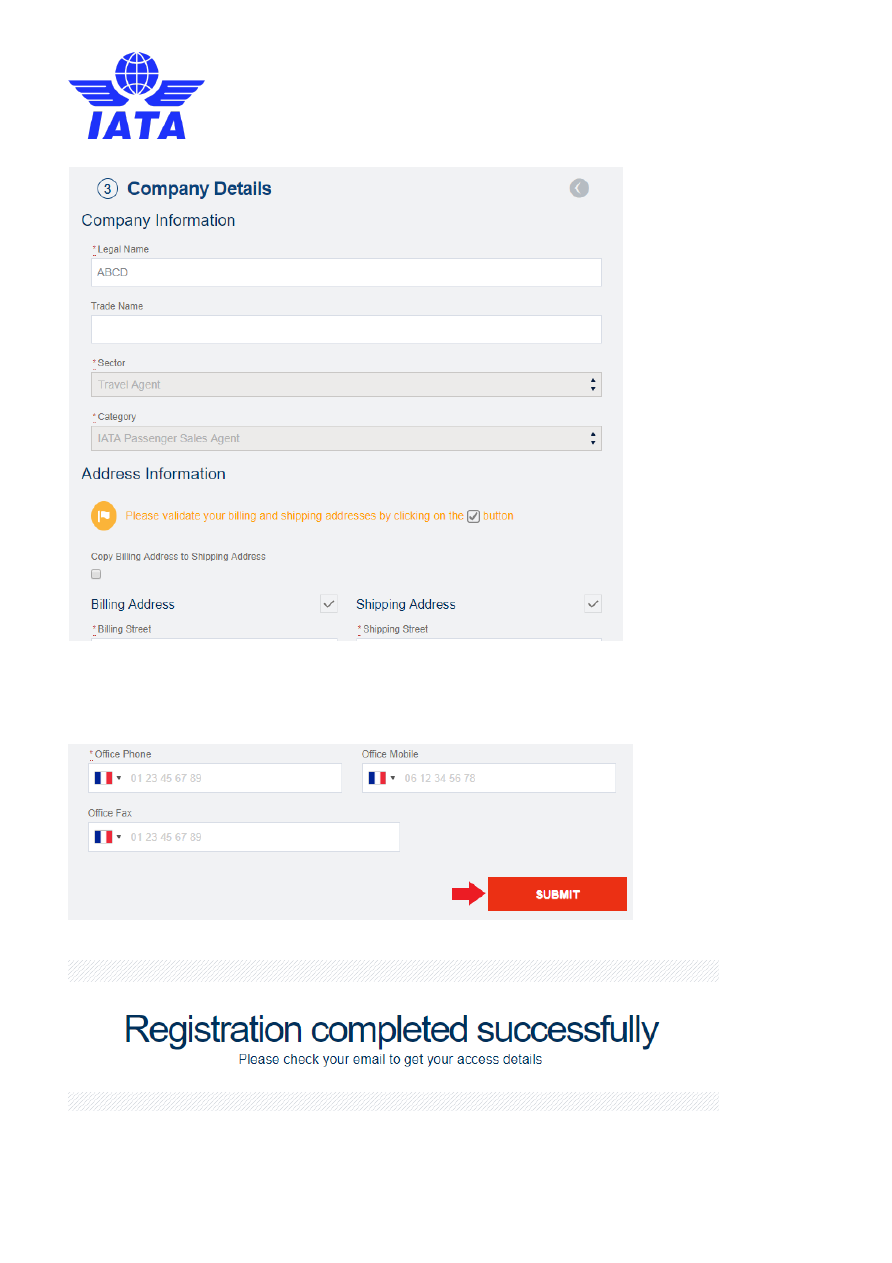 IATA
3 Company Details
Company Information
* Legal Name
ABCD
Trade Name
* Sector
Travel Agent
* Category
IATA Passenger Sales Agent
Address Information
Please validate your billing and shipping addresses by clicking on the button
Copy Billing Address to Shipping Address
Billing Address Shipping Address
* Billing Street * Shipping Street
* Office Phone Office Mobile
01 23 45 67 89 06 12 34 56 78
Office Fax
01 23 45 67 89
SUBMIT
Registration completed successfully
Please check your email to get your access details